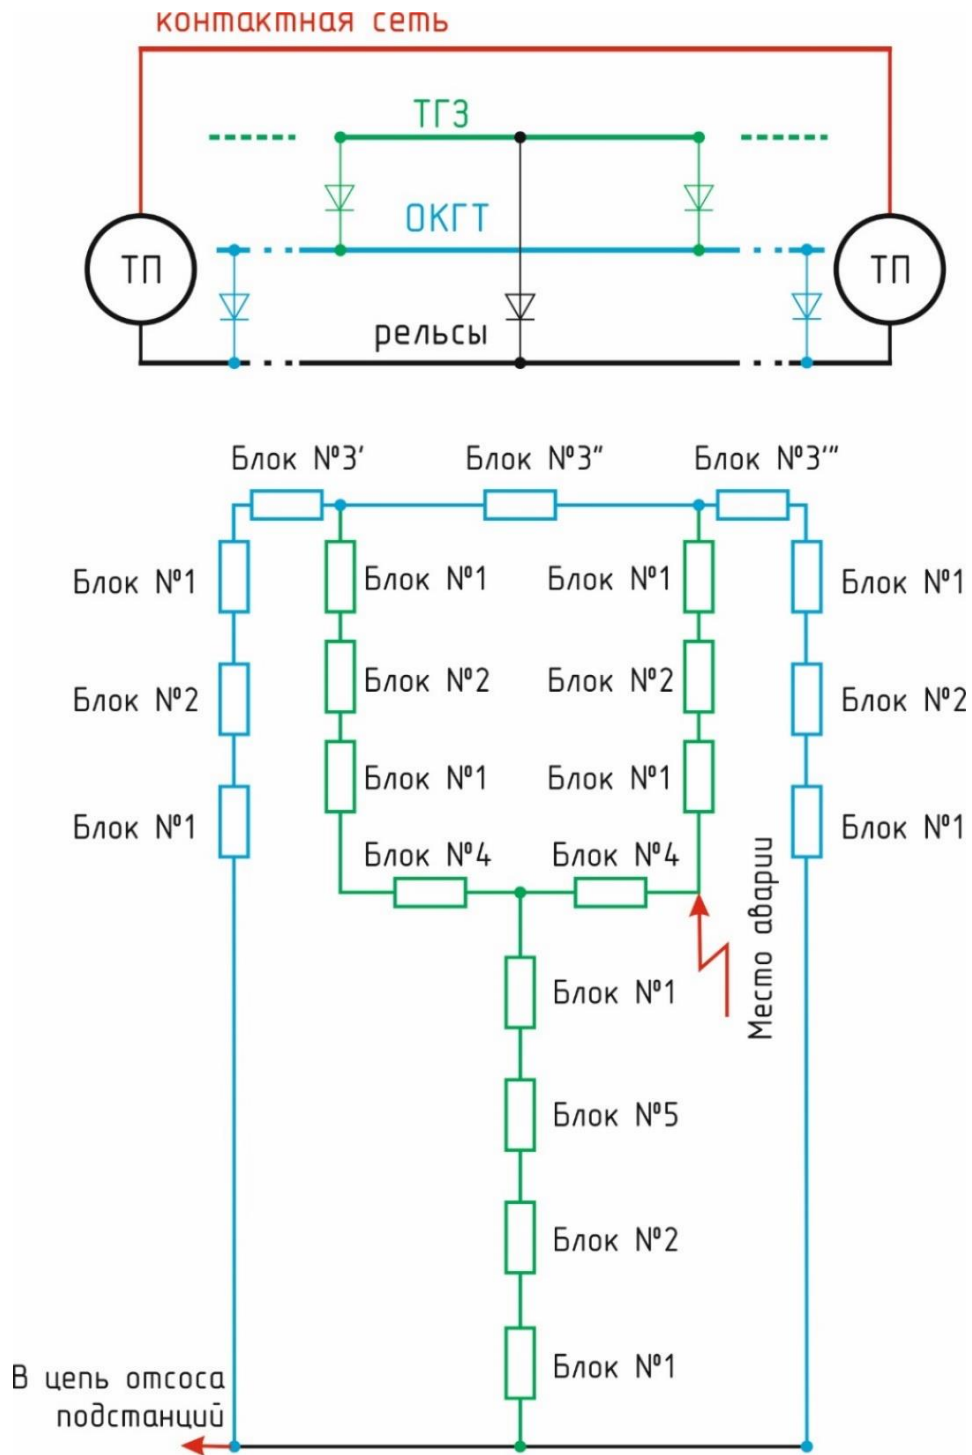 контактная сеть
ТГЗ
ОКГТ
ТП
ТП
рельсы
Блок №3'
Блок №3"
Блок №3'"
Блок №1
Блок №1
Блок №1
Блок №1
Блок №2
Блок №2
Блок №2
Блок №2
Блок №1
Блок №1
Блок №1
Блок №1
Блок №4
Блок №4
Место аварии
Блок №1
Блок №5
Блок №2
Блок №1
В цепь отсоса
подстанций